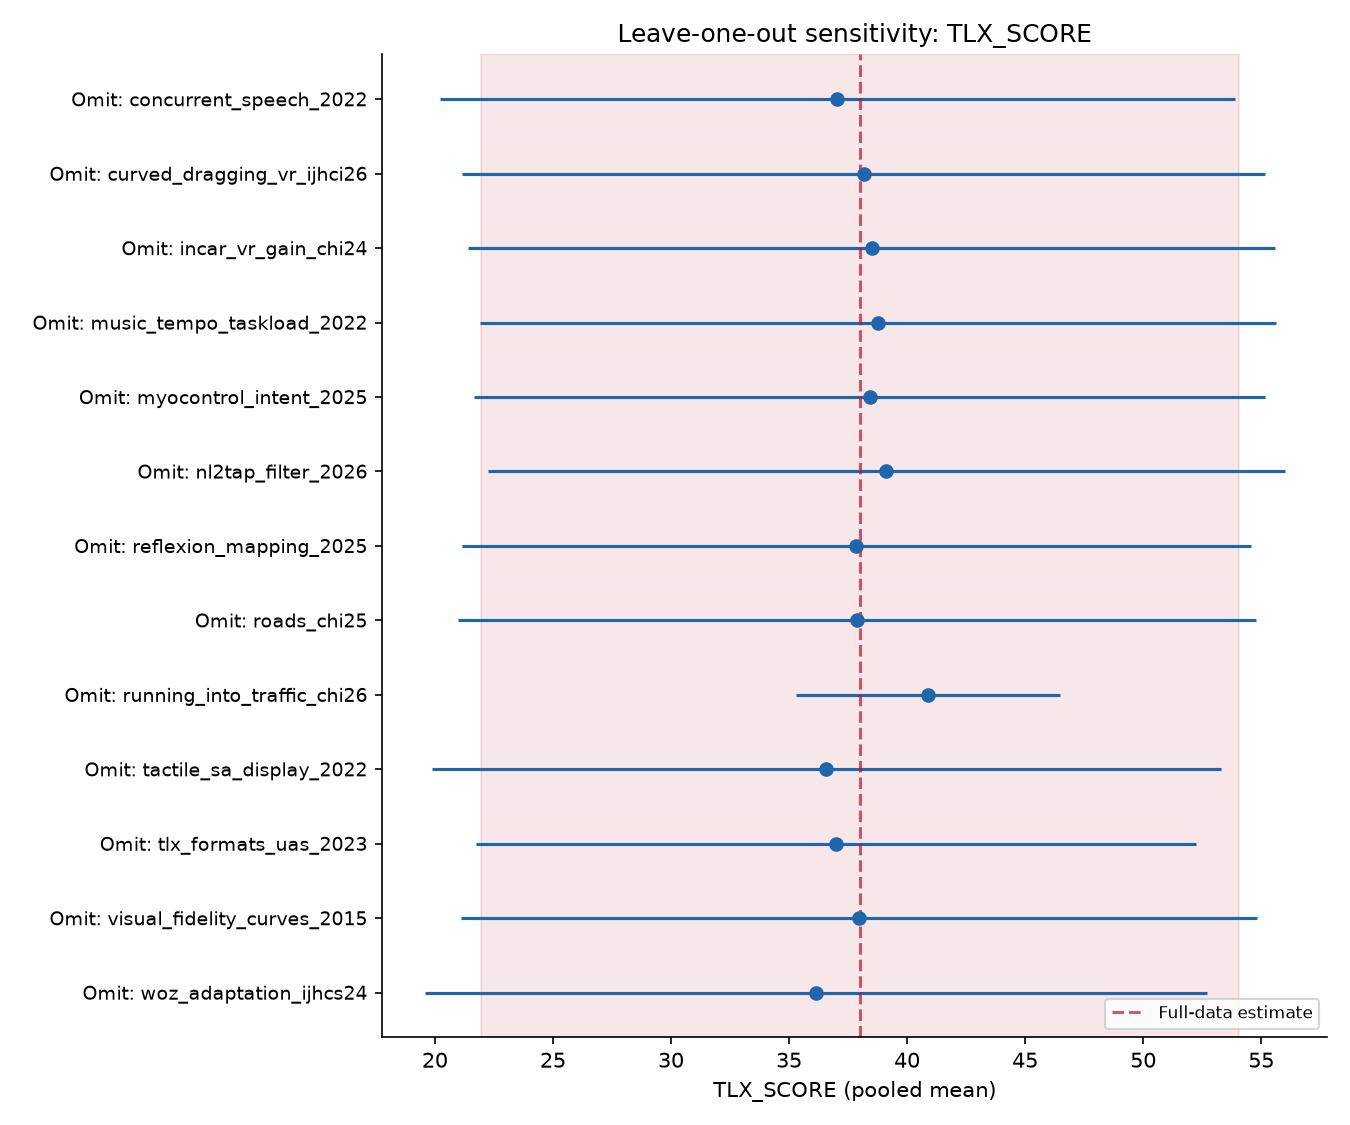 Leave-one-out sensitivity: TLX_SCORE
Omit: concurrent_speech_2022
Omit: curved_dragging_vr_ijhci26
Omit: incar_vr_gain_chi24
Omit: music_tempo_taskload_2022
Omit: myocontrol_intent_2025
Omit: nl2tap_filter_2026
Omit: reflexion_mapping_2025
Omit: roads_chi25
Omit: running_into_traffic_chi26
Omit: tactile_sa_display_2022
Omit: tlx_formats_uas_2023
Omit: visual_fidelity_curves_2015
Omit: woz_adaptation_ijhcs24
Full-data estimate
20 25 30 35 40 45 50 55
TLX_SCORE (pooled mean)